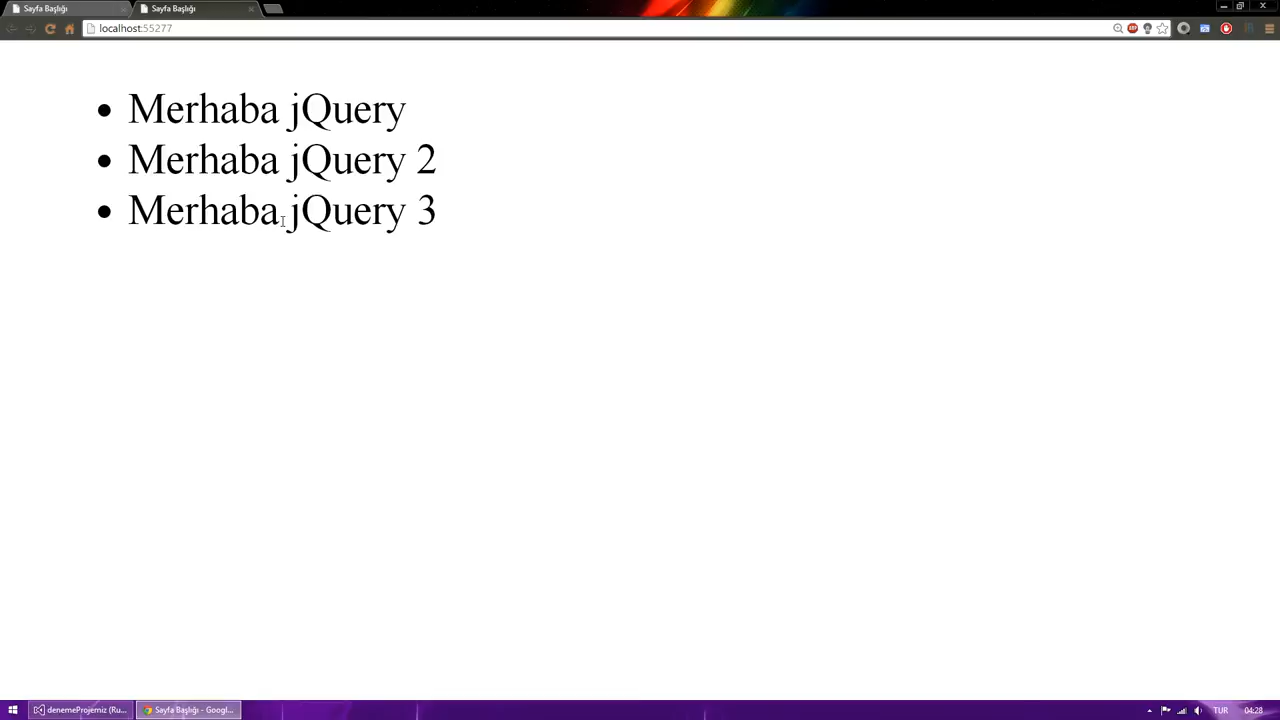 Sayfa Başlığı
Sayfa Başlığı
localhost:55277
Merhaba jQuery
Merhaba jQuery 2
Merhaba jQuery 3
denemeProjemiz (Ru...
Sayfa Başlığı - Googl...
TUR
04:28